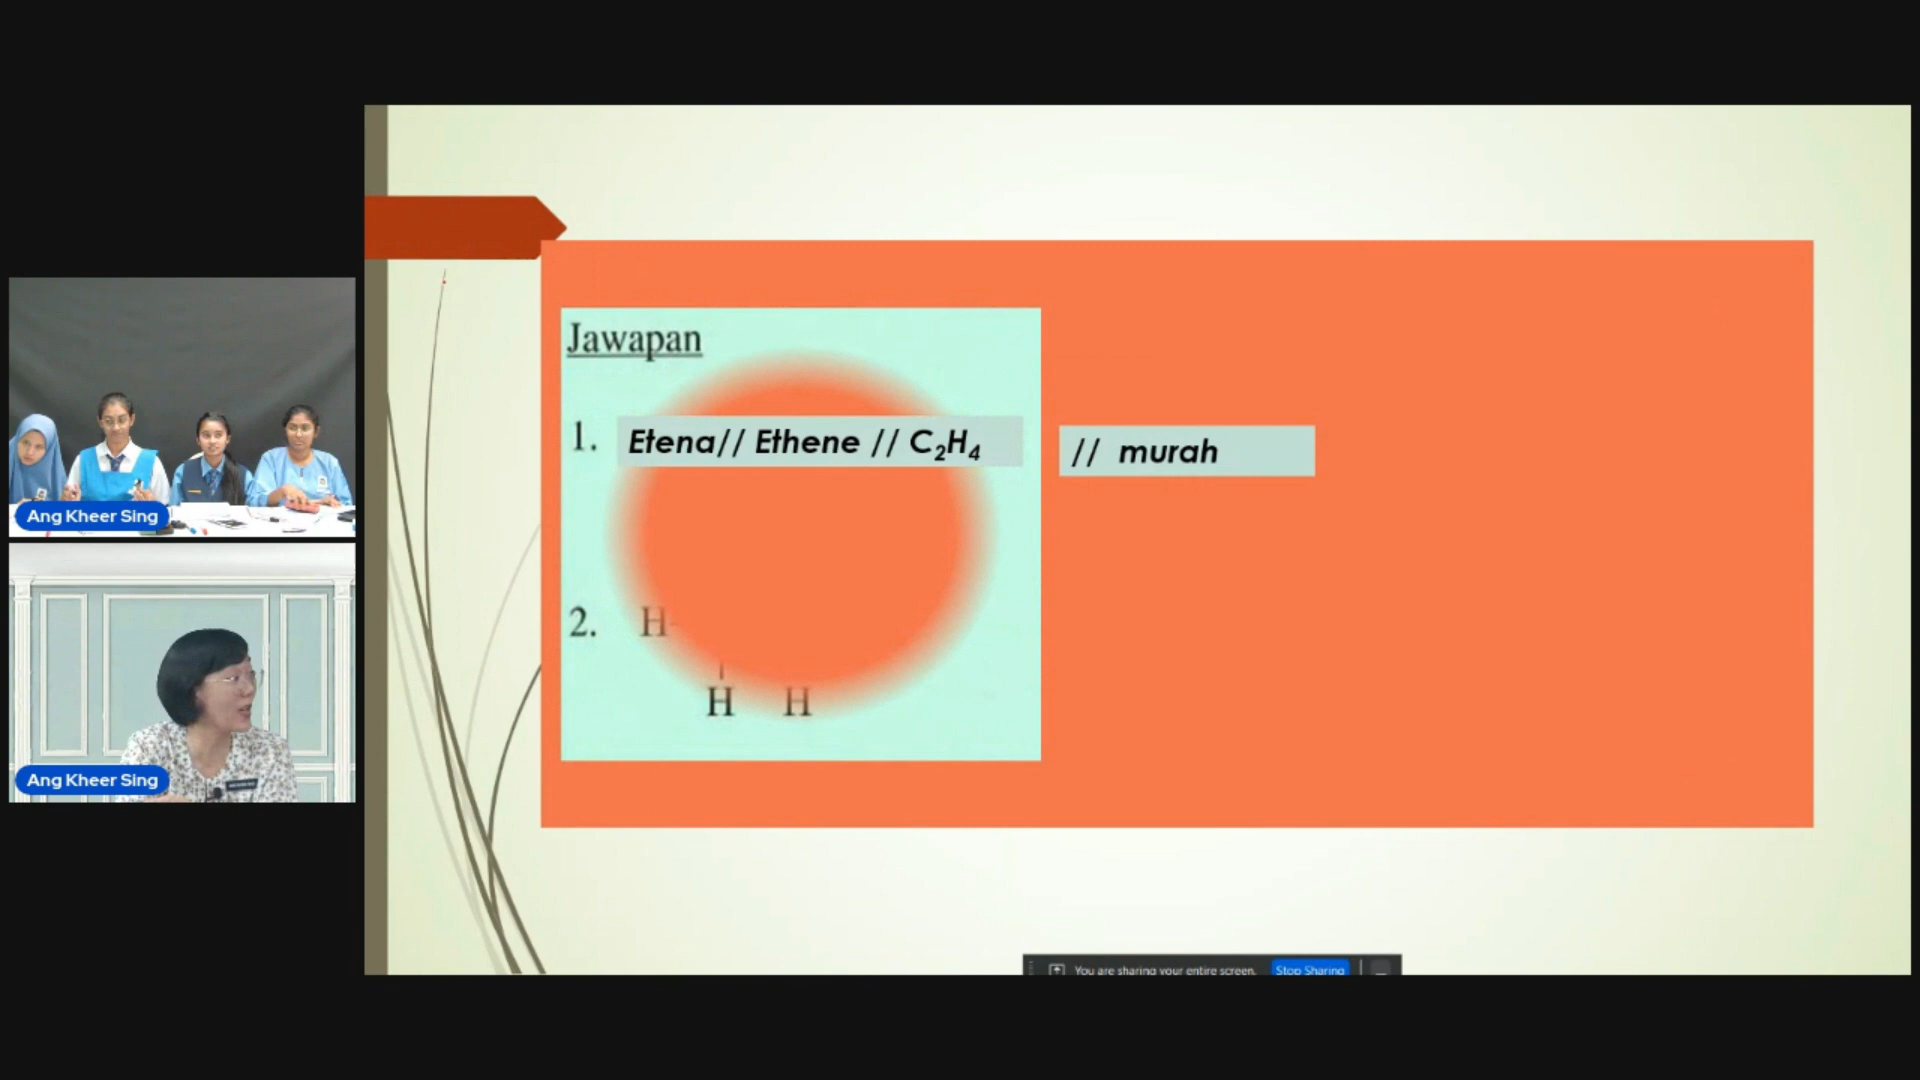 Jawapan
1. Etena// Ethene // C₂H₄
// murah
2. H
H H
Ang Kheer Sing
Ang Kheer Sing
You are sharing your entire screen. Stop Sharing